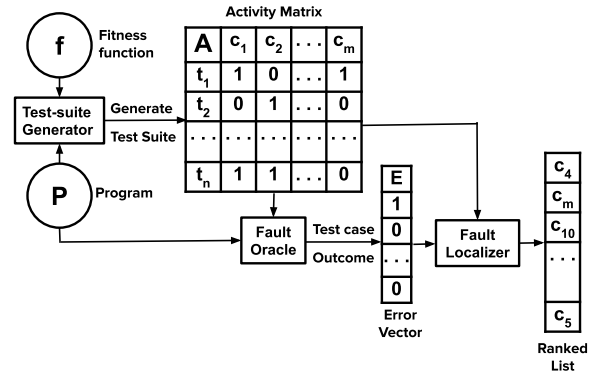 Activity Matrix
f
Fitness
function
A c1 c2 ... cm
t1 1 0 ... 1
t2 0 1 ... 0
... ... ... ... ...
tn 1 1 ... 0
Test-suite
Generator
Generate
Test Suite
P
Program
Fault
Oracle
Test case
Outcome
E
1
0
...
0
Error
Vector
Fault
Localizer
c4
cm
c10
...
c5
Ranked
List